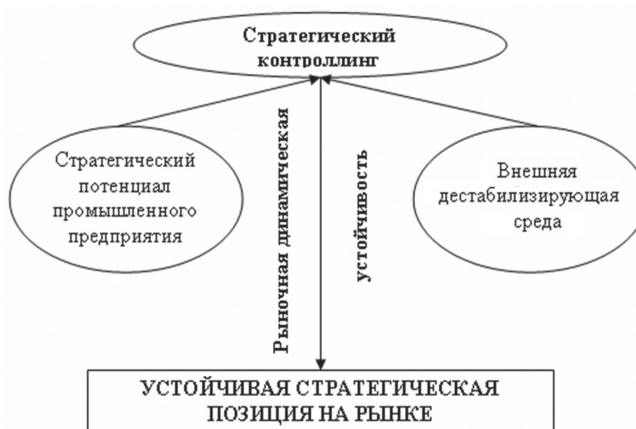 Стратегический
контроллинг
Стратегический
потенциал
промышленного
предприятия
Рыночная динамическая
устойчивость
Внешняя
дестабилизирующая
среда
УСТОЙЧИВАЯ СТРАТЕГИЧЕСКАЯ
ПОЗИЦИЯ НА РЫНКЕ